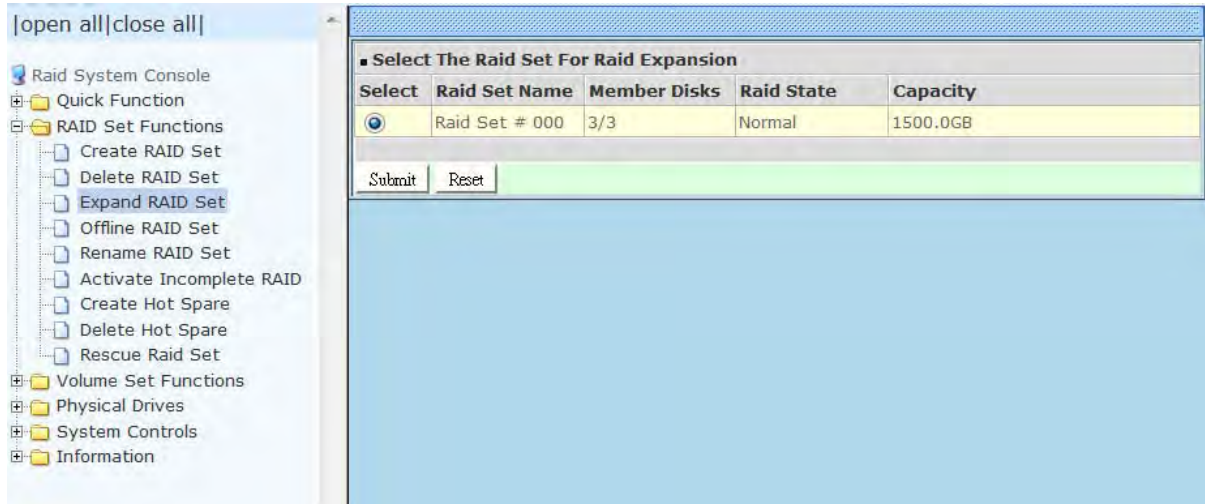 |open all|close all|
Raid System Console
Quick Function
RAID Set Functions
Create RAID Set
Delete RAID Set
Expand RAID Set
Offline RAID Set
Rename RAID Set
Activate Incomplete RAID
Create Hot Spare
Delete Hot Spare
Rescue Raid Set
Volume Set Functions
Physical Drives
System Controls
Information
Select The Raid Set For Raid Expansion
Select Raid Set Name Member Disks Raid State Capacity
Raid Set # 000 3/3 Normal 1500.0GB
Submit Reset